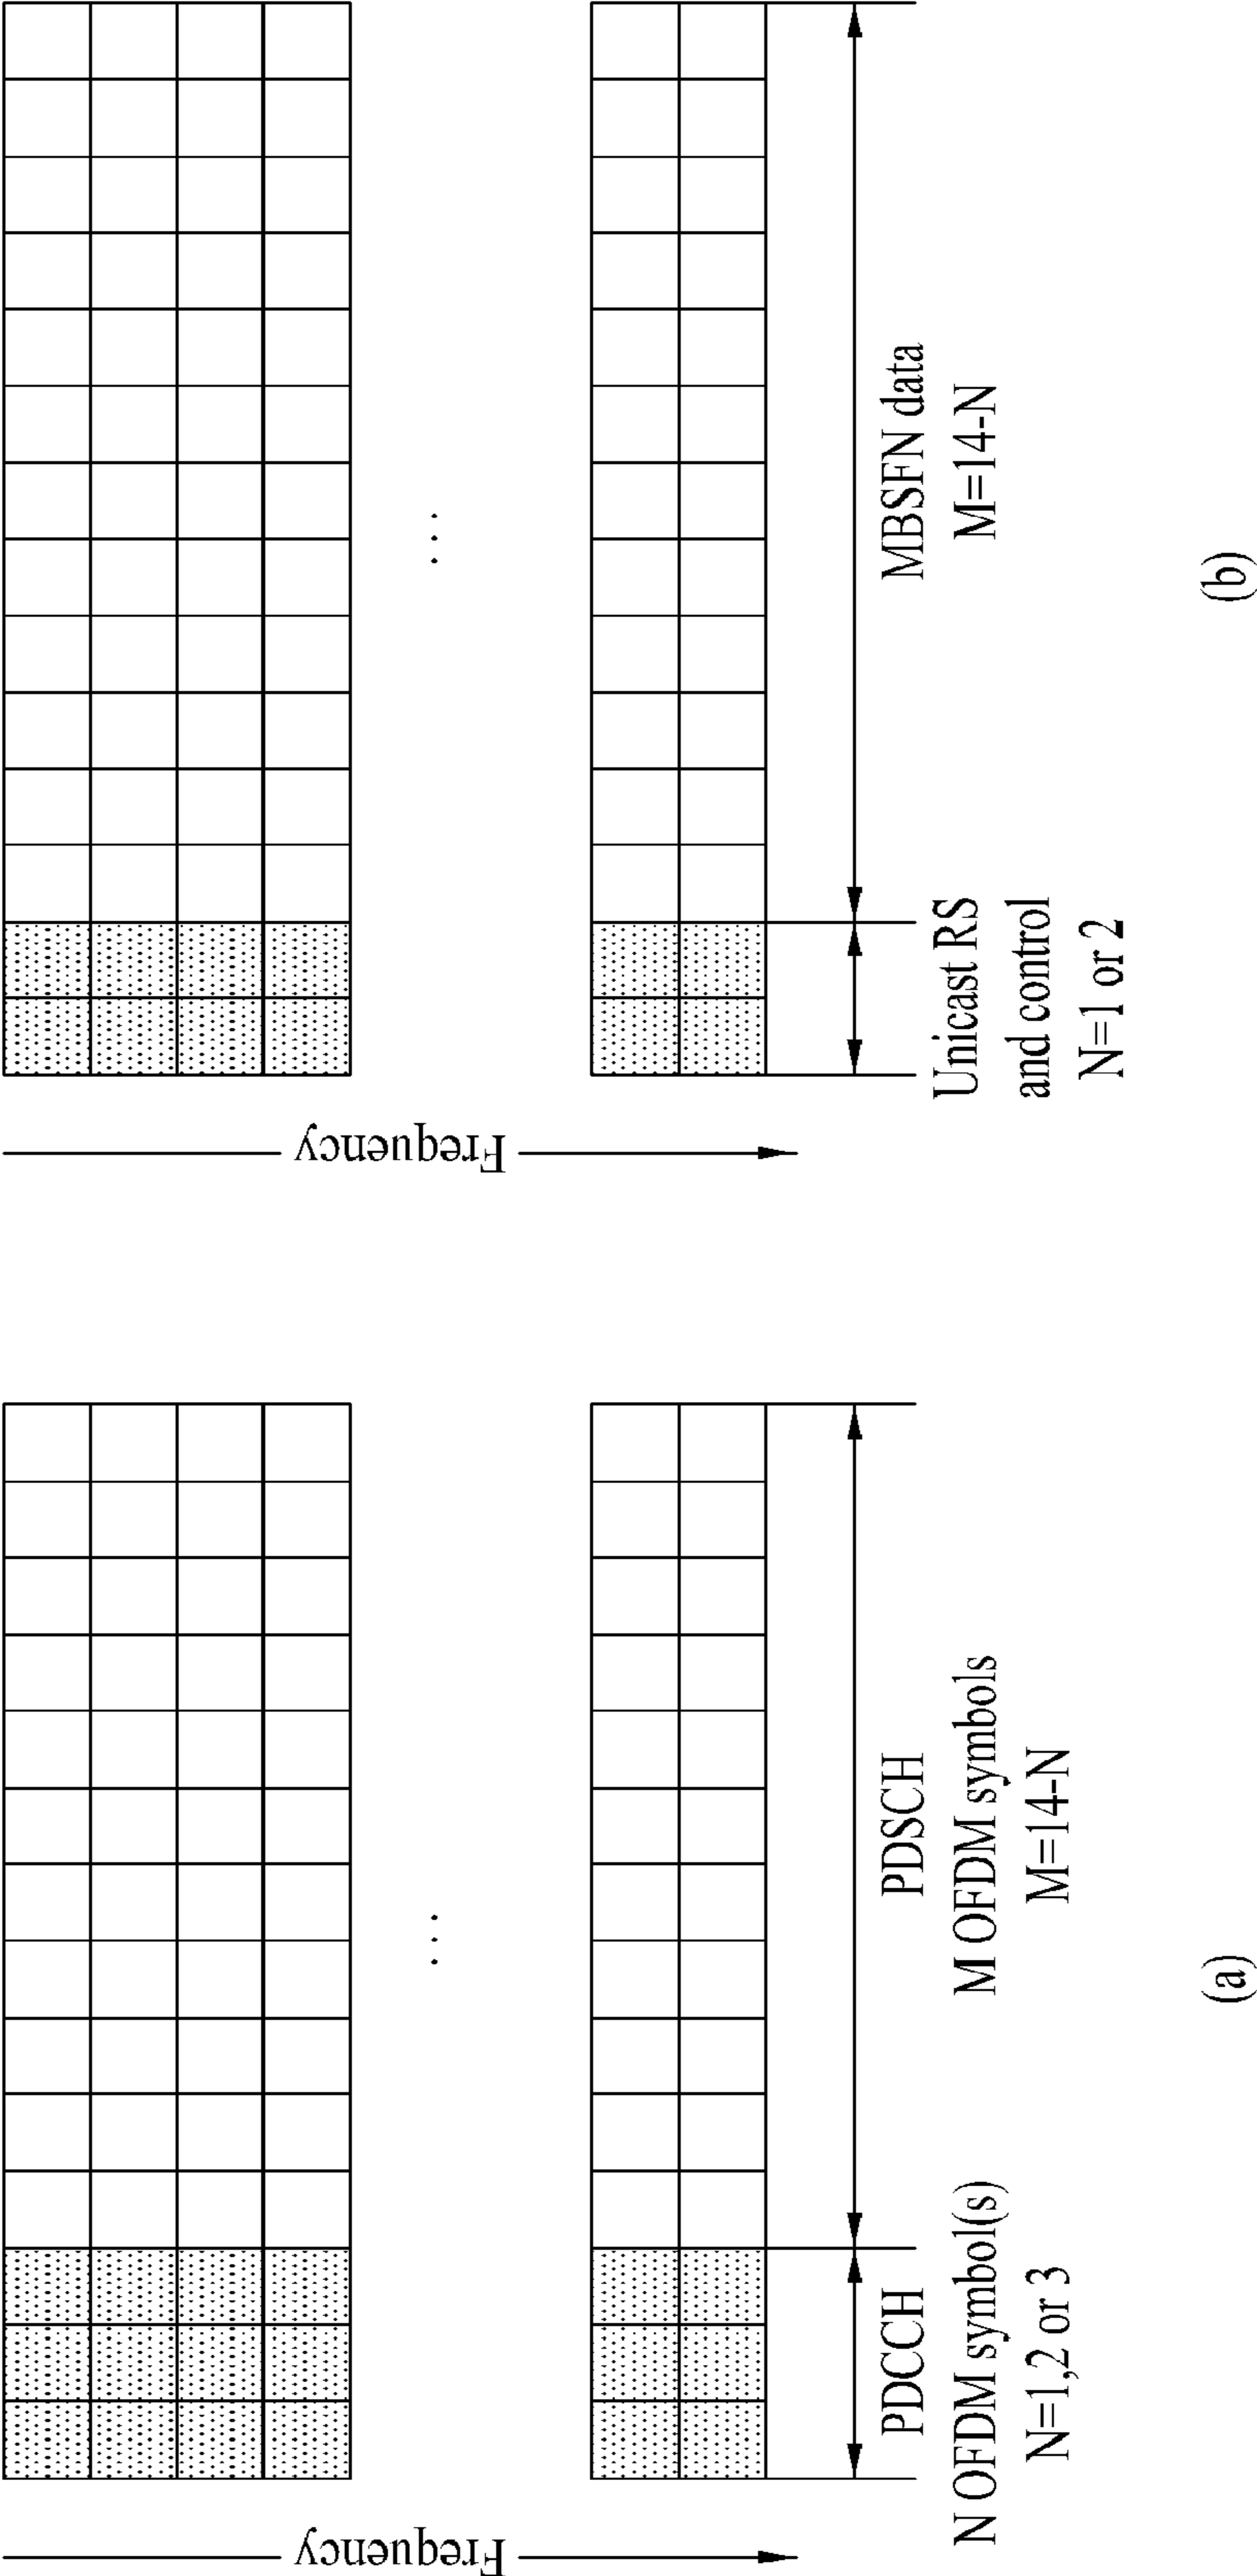 Frequency
PDCCH
N OFDM symbol(s)
N=1,2 or 3
PDSCH
M OFDM symbols
M=14-N
(a)
Frequency
Unicast RS
and control
N=1 or 2
MBSFN data
M=14-N
(b)